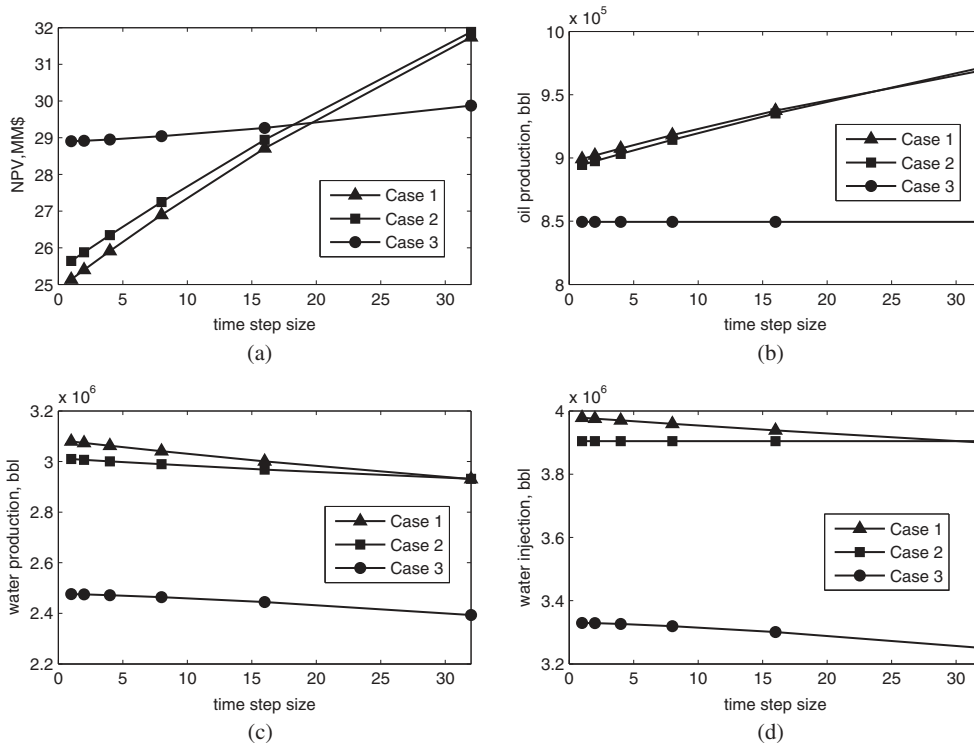 32
31
30
29
28
27
26
25
NPV,MM$
Case 1
Case 2
Case 3
0 5 10 15 20 25 30
time step size
(a)
x 10^5
10
9.5
9
8.5
8
oil production, bbl
Case 1
Case 2
Case 3
0 5 10 15 20 25 30
time step size
(b)
x 10^6
3.2
3
2.8
2.6
2.4
2.2
water production, bbl
Case 1
Case 2
Case 3
0 5 10 15 20 25 30
time step size
(c)
x 10^6
4
3.8
3.6
3.4
3.2
water injection, bbl
Case 1
Case 2
Case 3
0 5 10 15 20 25 30
time step size
(d)